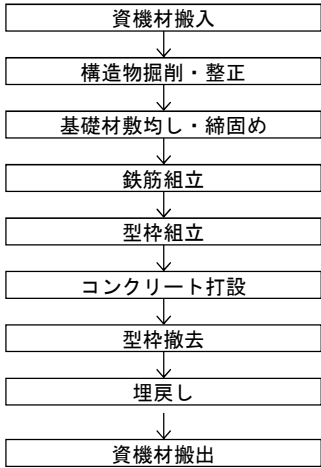 資機材搬入
構造物掘削・整正
基礎材敷均し・締固め
鉄筋組立
型枠組立
コンクリート打設
型枠撤去
埋戻し
資機材搬出